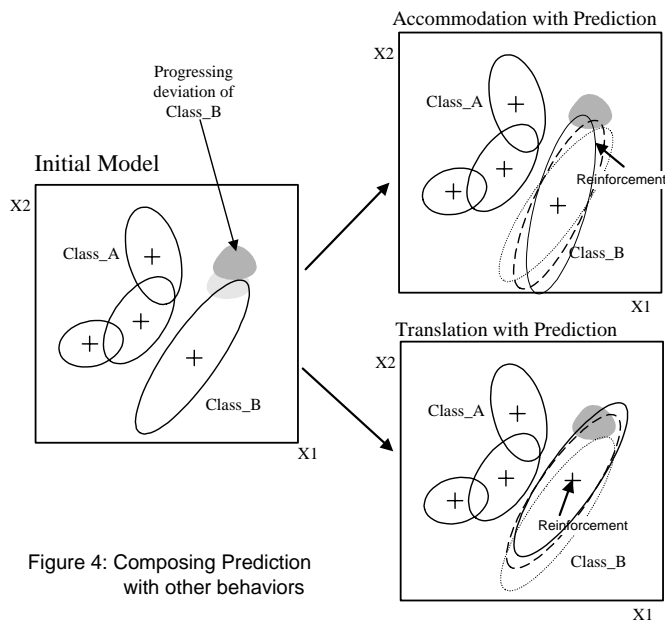 Accommodation with Prediction
X2
Class_A
Reinforcement
Class_B
X1
Progressing
deviation of
Class_B
Initial Model
X2
Class_A
Class_B
X1
Translation with Prediction
X2
Class_A
Reinforcement
Class_B
X1
Figure 4: Composing Prediction
with other behaviors